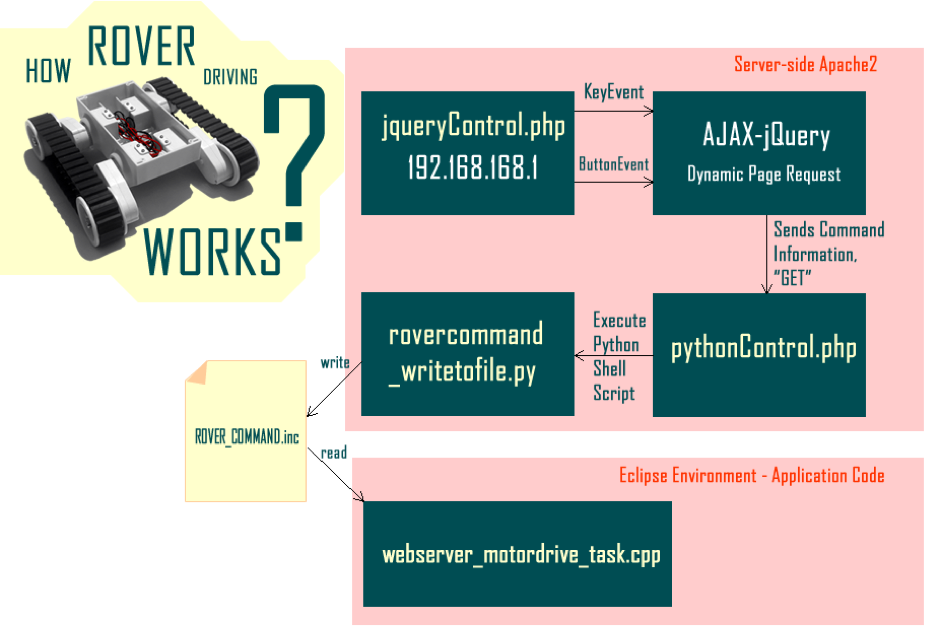 HOW
ROVER
DRIVING
?
WORKS
Server-side Apache2
jqueryControl.php
192.168.168.1
KeyEvent
ButtonEvent
AJAX-jQuery
Dynamic Page Request
Sends Command
Information,
“GET”
pythonControl.php
Execute
Python
Shell
Script
rovercommand
_writetofile.py
write
ROVER_COMMAND.inc
read
Eclipse Environment - Application Code
webserver_motordrive_task.cpp